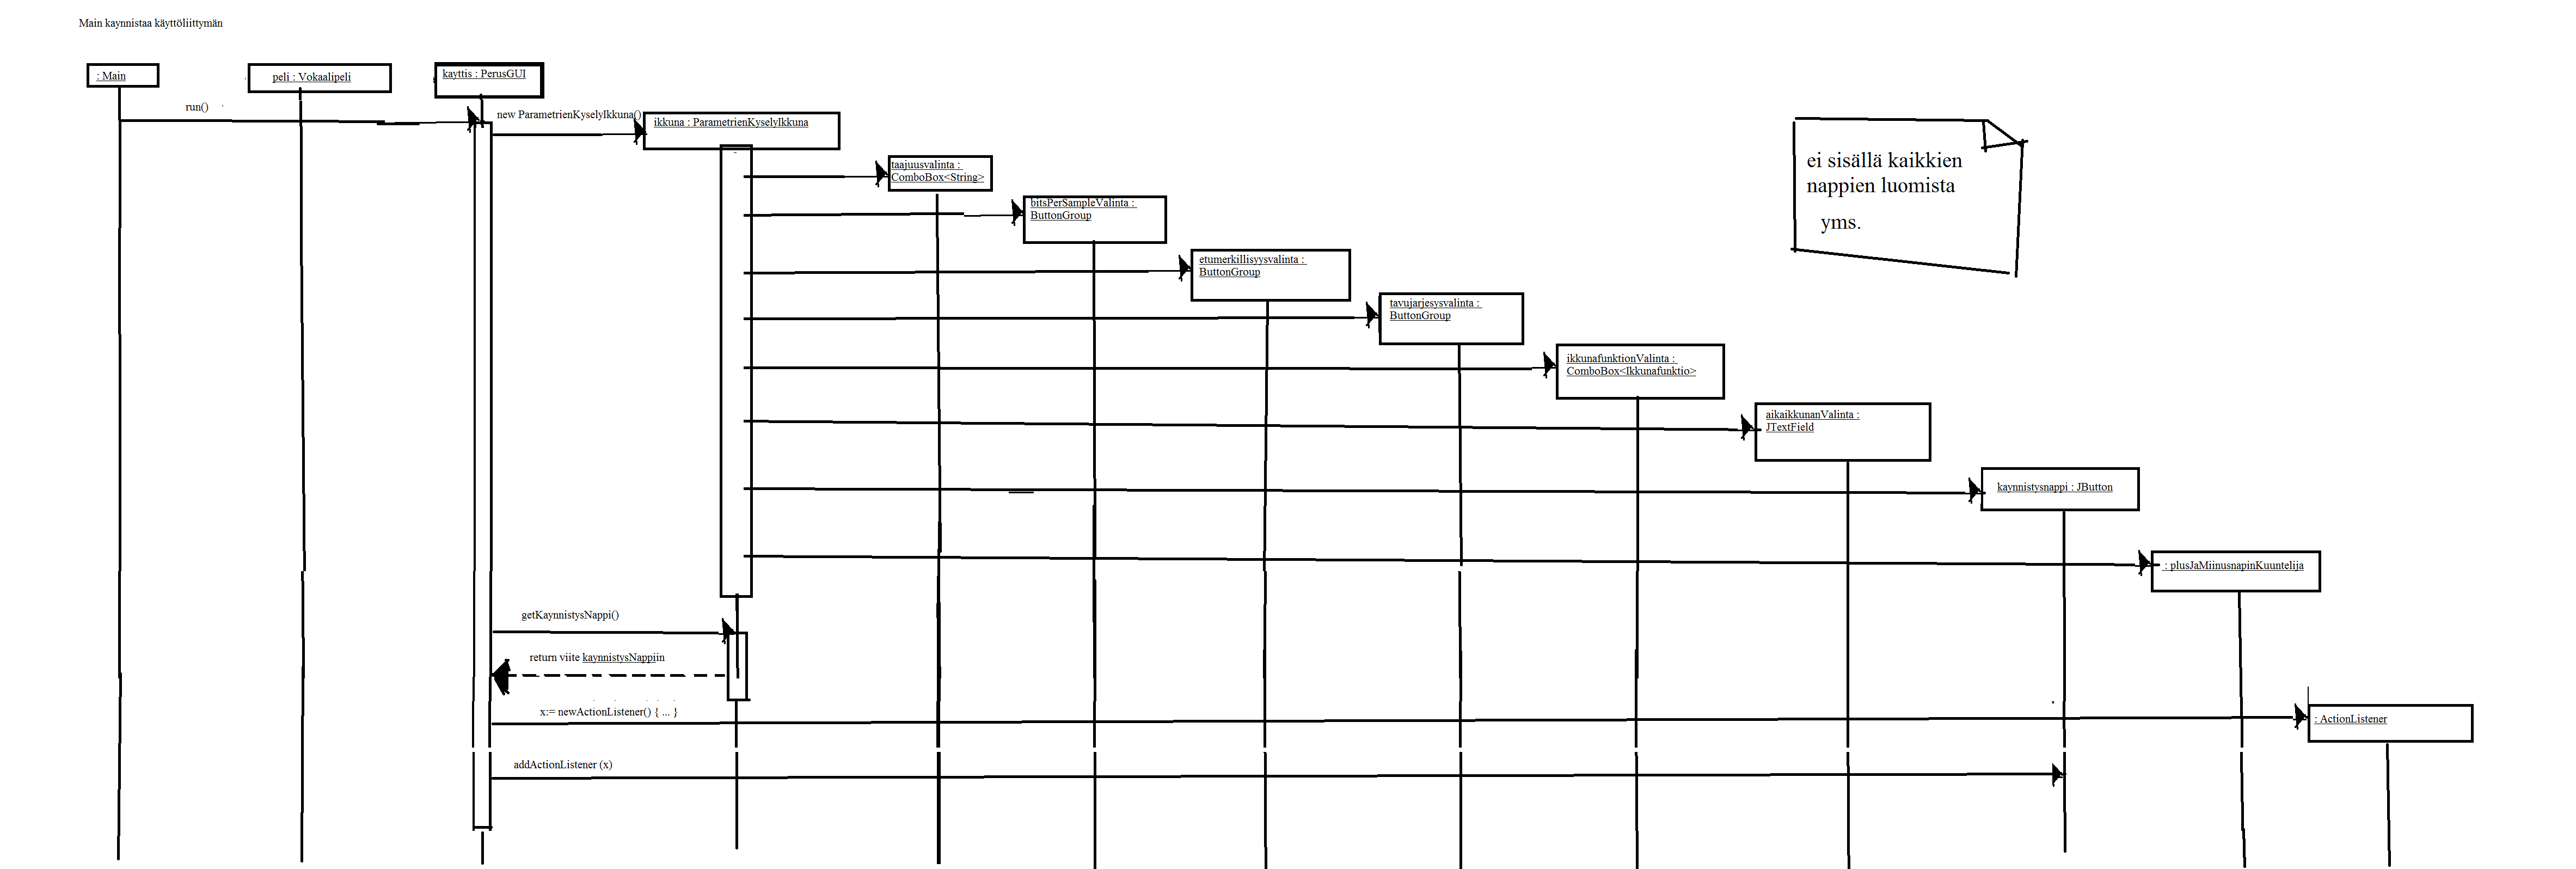 Main kaynnistaa käyttöliittymän
: Main
peli : Vokaalipeli
kayttis : PerusGUI
run()
new ParametrienKyselyIkkuna()
ikkuna : ParametrienKyselyIkkuna
taajuusvalinta :
ComboBox<String>
bitsPerSampleValinta :
ButtonGroup
etumerkillisyysvalinta :
ButtonGroup
tavujarjesysvalinta :
ButtonGroup
ikkunafunktionValinta :
ComboBox<Ikkunafunktio>
aikaikkunanValinta :
JTextField
kaynnistysnappi : JButton
: plusJaMiinusnapinKuuntelija
ei sisällä kaikkien
nappien luomista
yms.
getKaynnistysNappi()
return viite kaynnistysNappiin
x:= newActionListener() { ... }
: ActionListener
addActionListener (x)